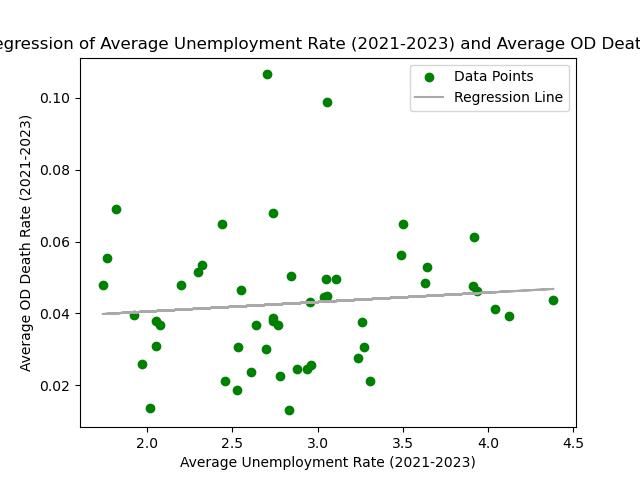 egression of Average Unemployment Rate (2021-2023) and Average OD Deat
Data Points
Regression Line
0.10
0.08
0.06
0.04
0.02
Average OD Death Rate (2021-2023)
2.0 2.5 3.0 3.5 4.0 4.5
Average Unemployment Rate (2021-2023)